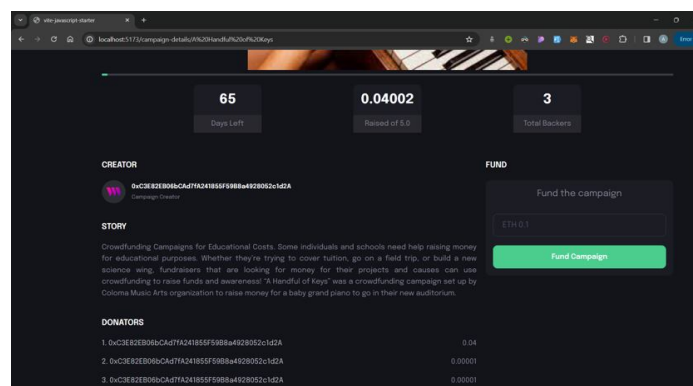 vite-javascript-starter
localhost:5173/campaign-details/A%20Handful%20of%20Keys
Error
65
Days Left
0.04002
Raised of 5.0
3
Total Backers
CREATOR
0xC3E82EB06bCAd7fA241855F59B8a4928052c1d2A
Campaign Creator
STORY
Crowdfunding Campaigns for Educational Costs. Some individuals and schools need help raising money
for educational purposes. Whether they're trying to cover tuition, go on a field trip, or build a new
science wing, fundraisers that are looking for money for their projects and causes can use
crowdfunding to raise funds and awareness! "A Handful of Keys" was a crowdfunding campaign set up by
Coloma Music Arts organization to raise money for a baby grand piano to go in their new auditorium.
DONATORS
1. 0xC3E82EB06bCAd7fA241855F59B8a4928052c1d2A 0.04
2. 0xC3E82EB06bCAd7fA241855F59B8a4928052c1d2A 0.00001
3. 0xC3E82EB06bCAd7fA241855F59B8a4928052c1d2A 0.00001
FUND
Fund the campaign
ETH 0.1
Fund Campaign